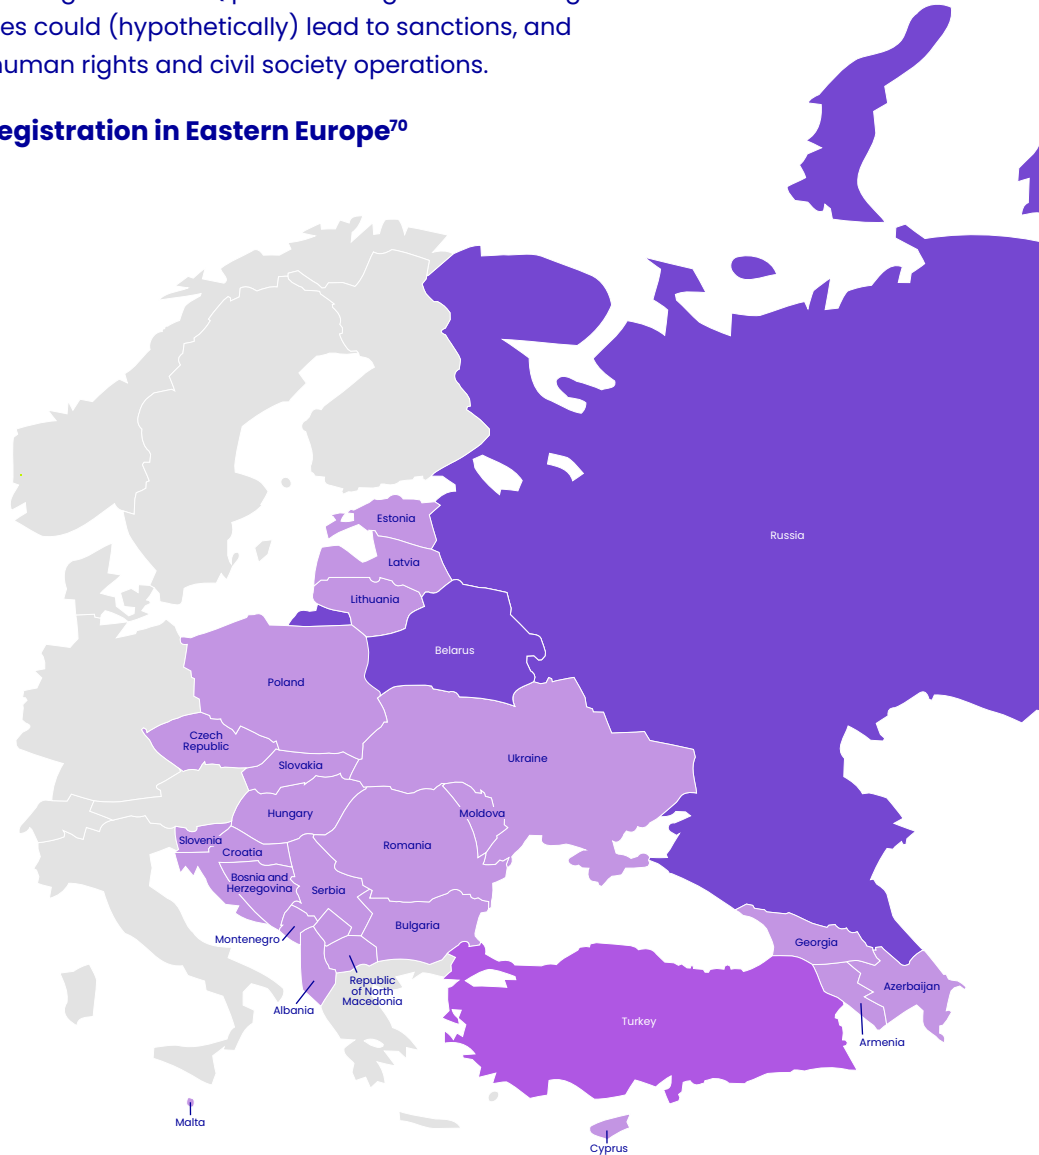 es could (hypothetically) lead to sanctions, and
human rights and civil society operations.
egistration in Eastern Europe⁷⁰
Estonia
Russia
Latvia
Lithuania
Belarus
Poland
Czech
Republic
Ukraine
Slovakia
Hungary
Moldova
Slovenia
Romania
Croatia
Bosnia and
Herzegovina
Serbia
Bulgaria
Montenegro
Georgia
Republic
of North
Macedonia
Azerbaijan
Albania
Turkey
Armenia
Malta
Cyprus